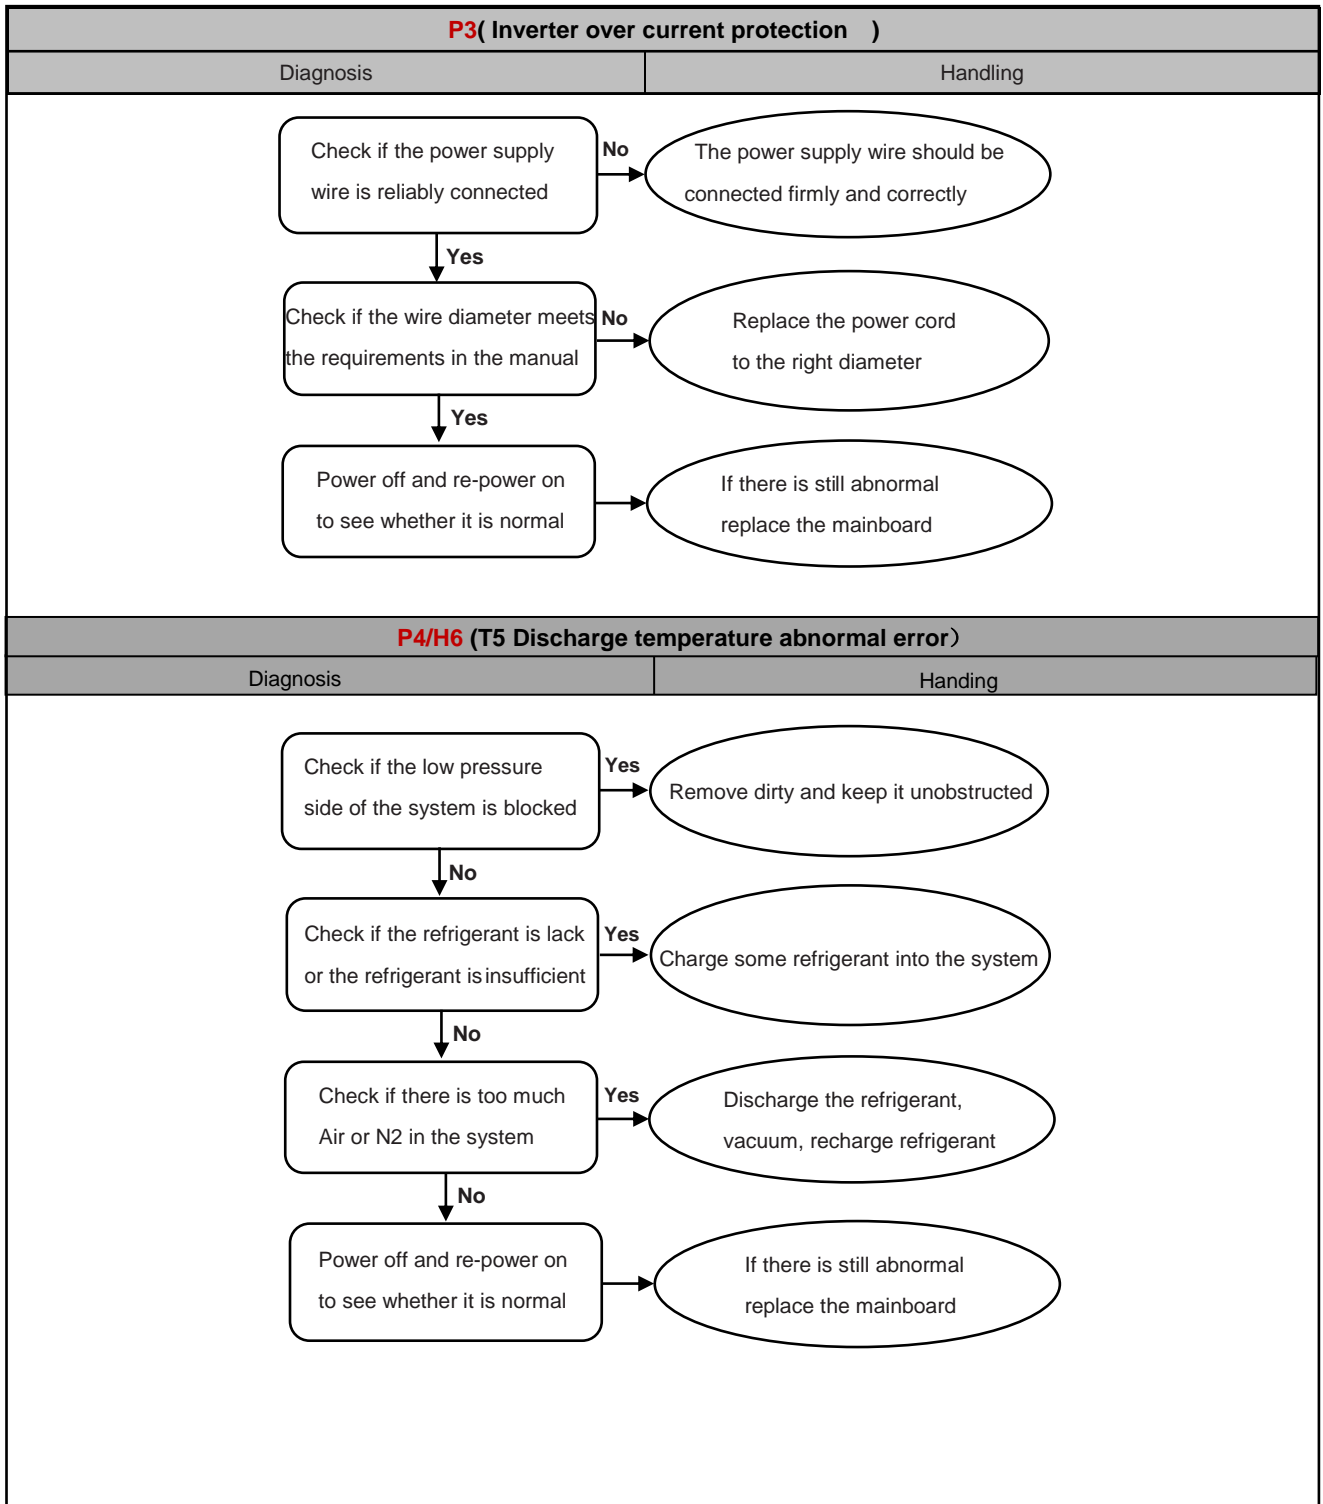 P3( Inverter over current protection )
Diagnosis
Handling
Check if the power supply
wire is reliably connected
No
The power supply wire should be
connected firmly and correctly
Yes
Check if the wire diameter meets
the requirements in the manual
No
Replace the power cord
to the right diameter
Yes
Power off and re-power on
to see whether it is normal
If there is still abnormal
replace the mainboard
P4/H6 (T5 Discharge temperature abnormal error）
Diagnosis
Handing
Check if the low pressure
side of the system is blocked
Yes
Remove dirty and keep it unobstructed
No
Check if the refrigerant is lack
or the refrigerant is insufficient
Yes
Charge some refrigerant into the system
No
Check if there is too much
Air or N2 in the system
Yes
Discharge the refrigerant,
vacuum, recharge refrigerant
No
Power off and re-power on
to see whether it is normal
If there is still abnormal
replace the mainboard